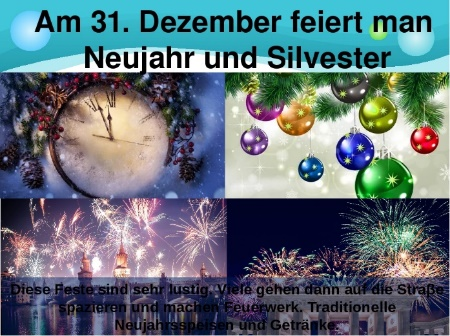 Am 31. Dezember feiert man
Neujahr und Silvester
Diese Feste sind sehr lustig. Viele gehen dann auf die Straße
spazieren und machen Feuerwerk. Traditionelle
Neujahrsspeisen und Getränke.